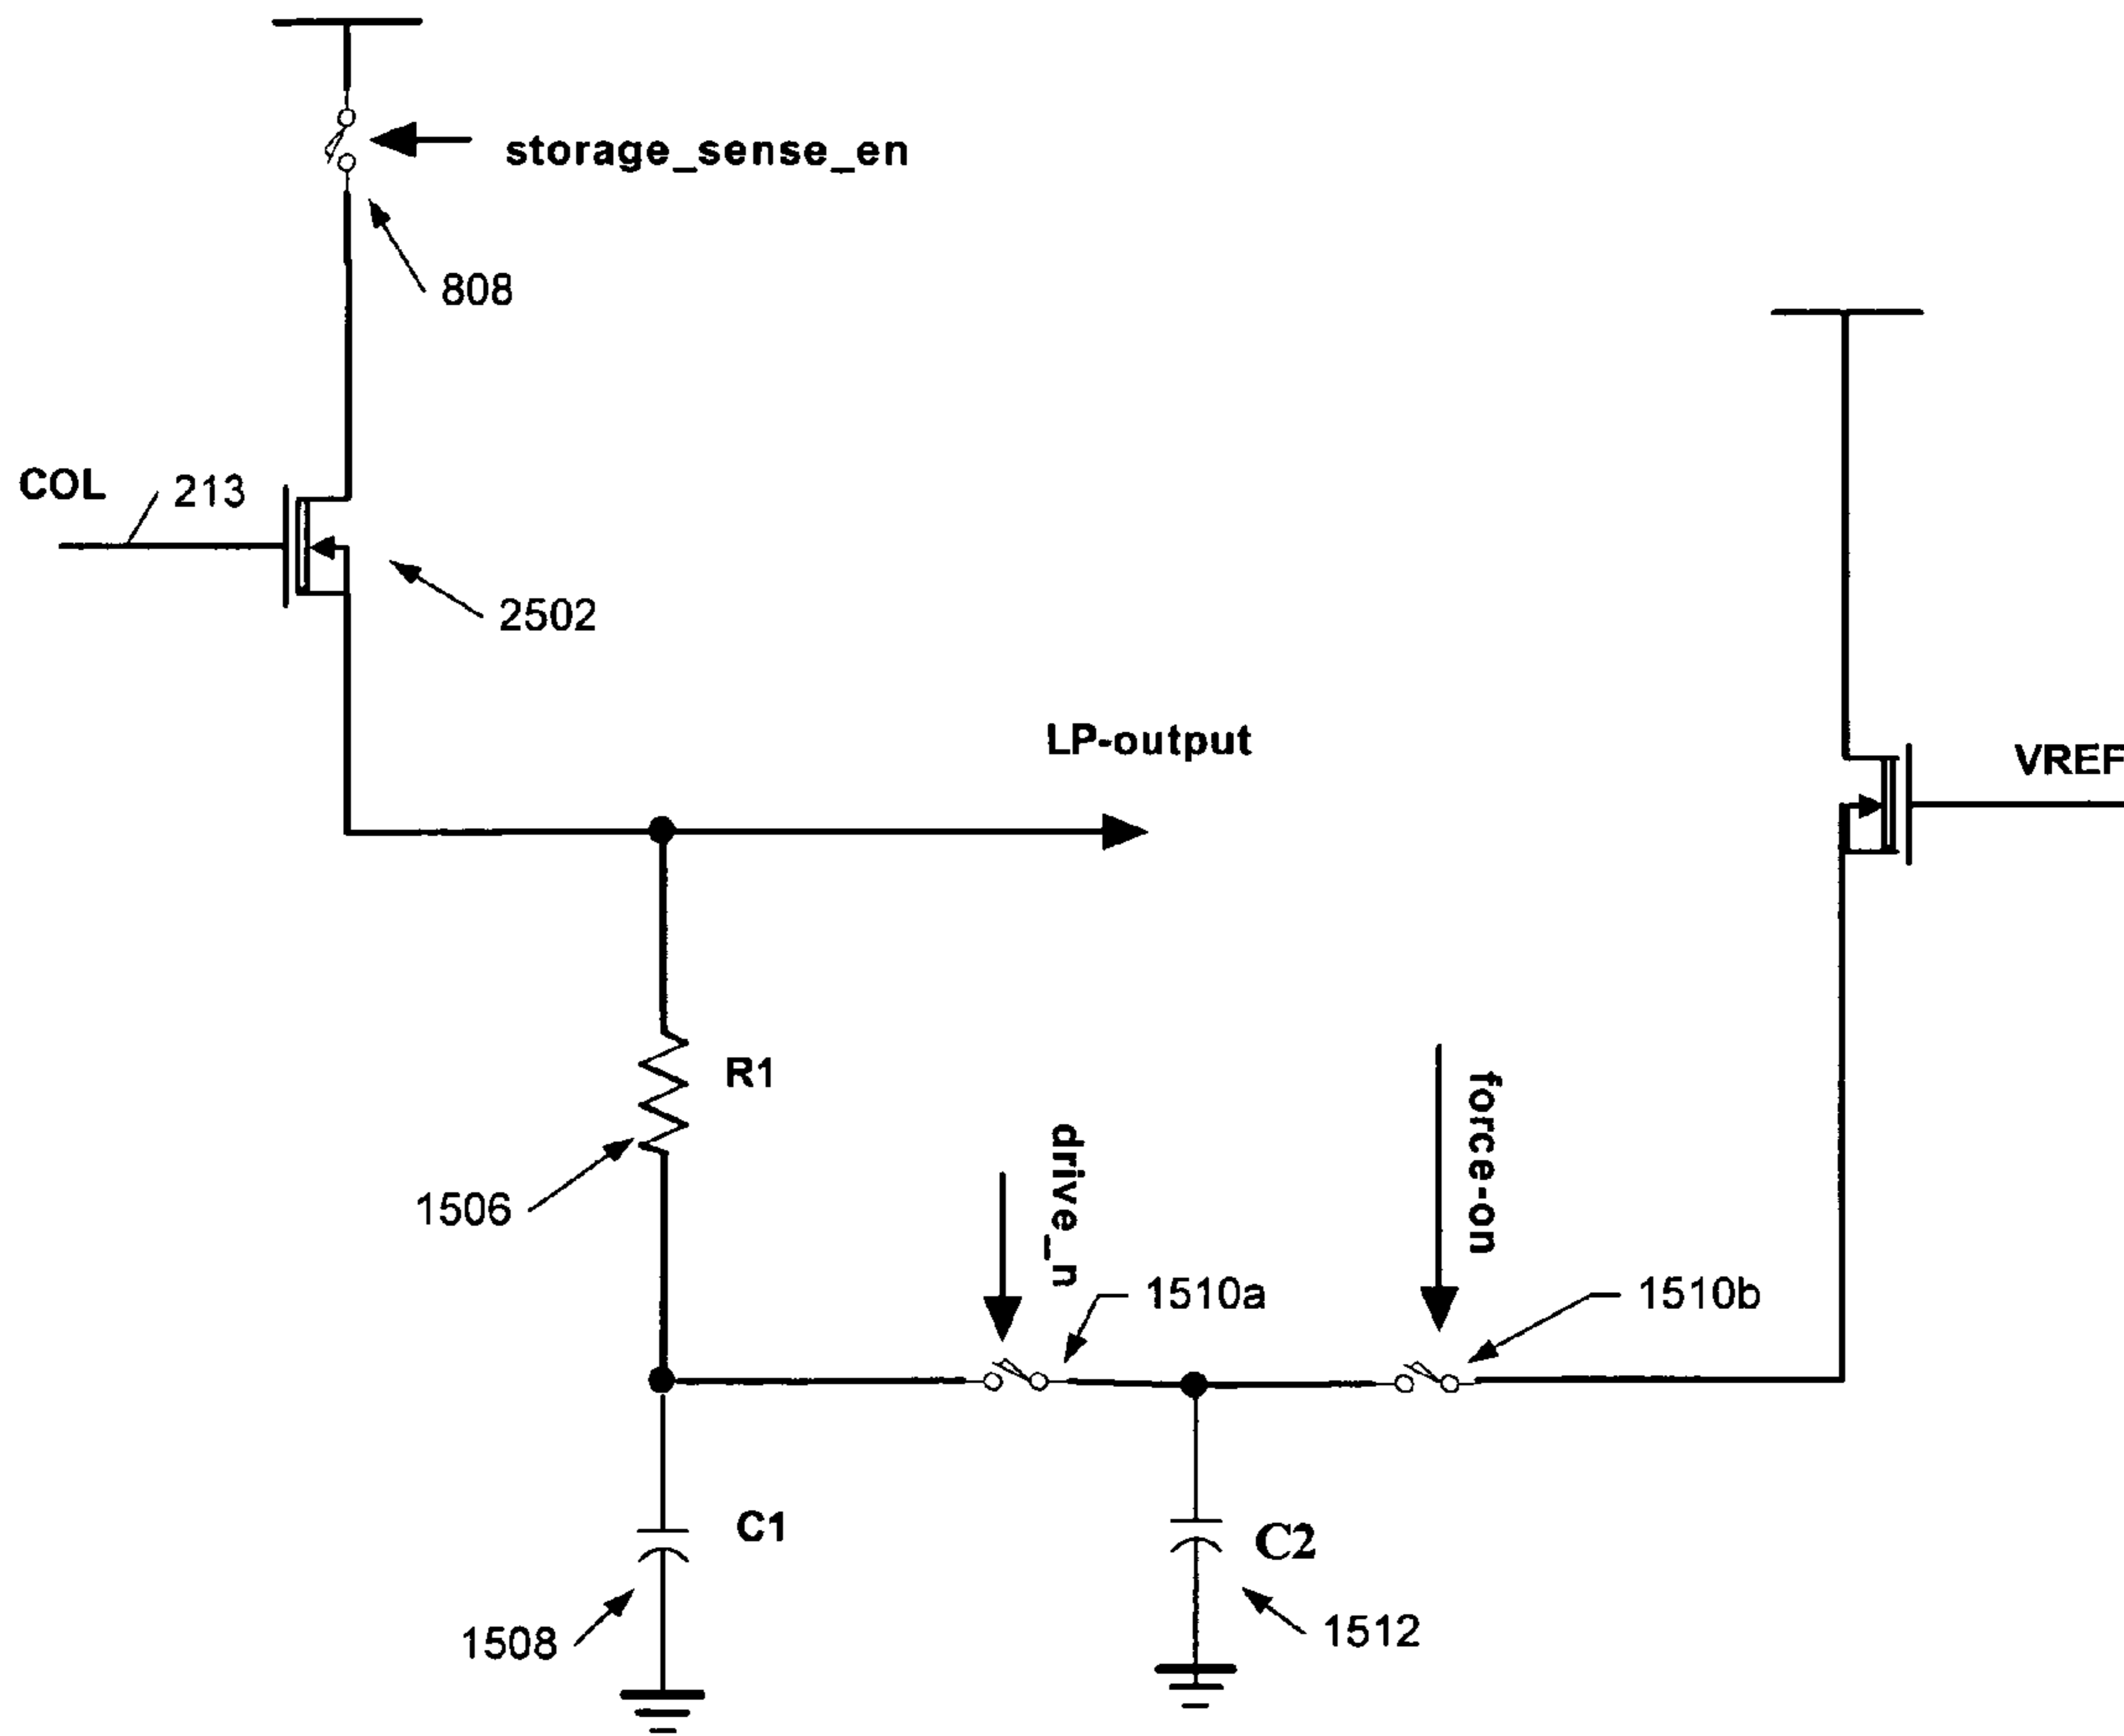 storage_sense_en
808
COL
213
2502
LP-output
VREF
R1
force-on
drive_n
1506
1510a
1510b
C1
C2
1508
1512